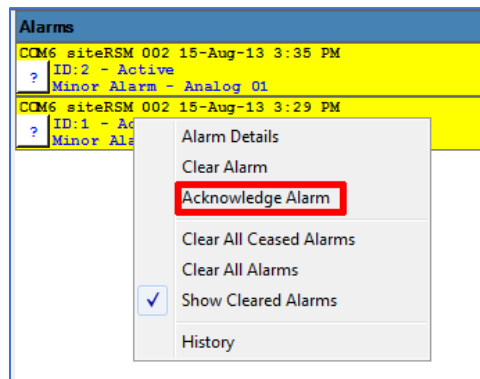 Alarms
COM6 siteRSM 002 15-Aug-13 3:35 PM
? ID:2 - Active
Minor Alarm - Analog 01
COM6 siteRSM 002 15-Aug-13 3:29 PM
? ID:1 - Ac
Minor Ala
Alarm Details
Clear Alarm
Acknowledge Alarm
Clear All Ceased Alarms
Clear All Alarms
✓ Show Cleared Alarms
History